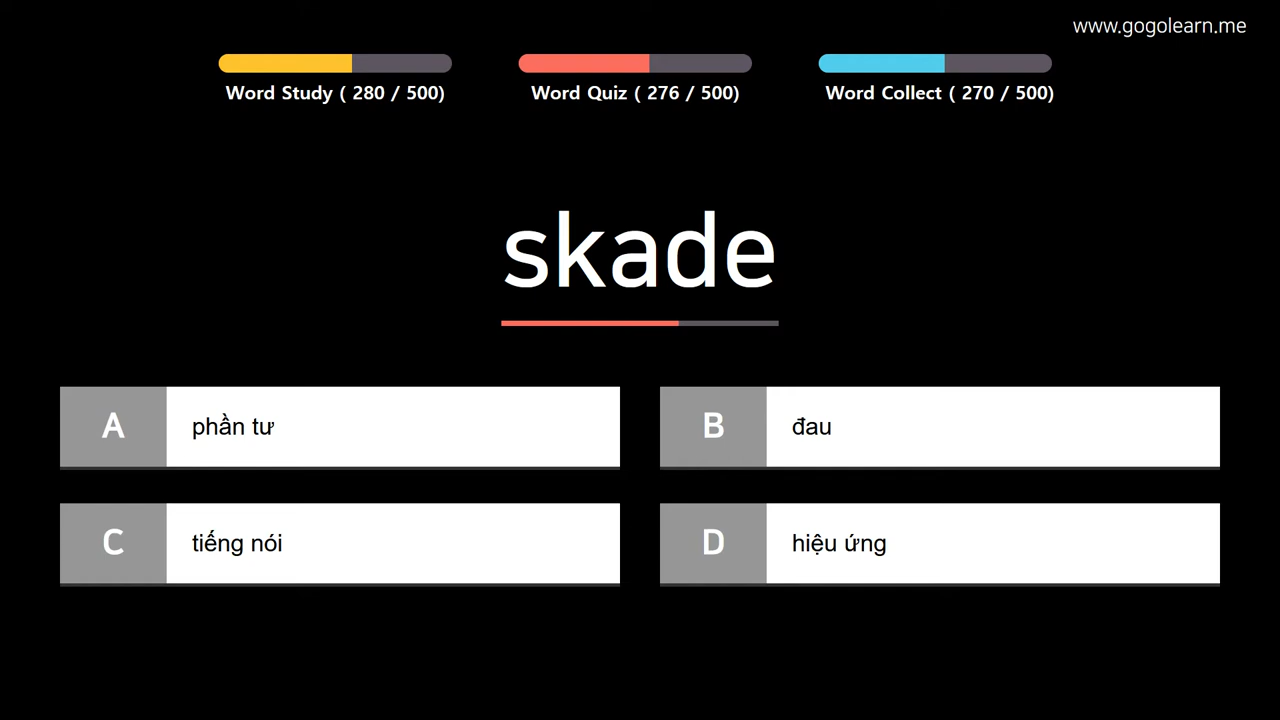 www.gogolearn.me
Word Study ( 280 / 500)
Word Quiz ( 276 / 500)
Word Collect ( 270 / 500)
skade
A
phần tư
B
đau
C
tiếng nói
D
hiệu ứng